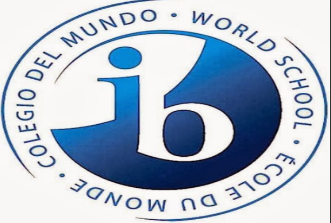 COLEGIO DEL MUNDO · WORLD SCHOOL · ÉCOLE DU MONDE ·
ib